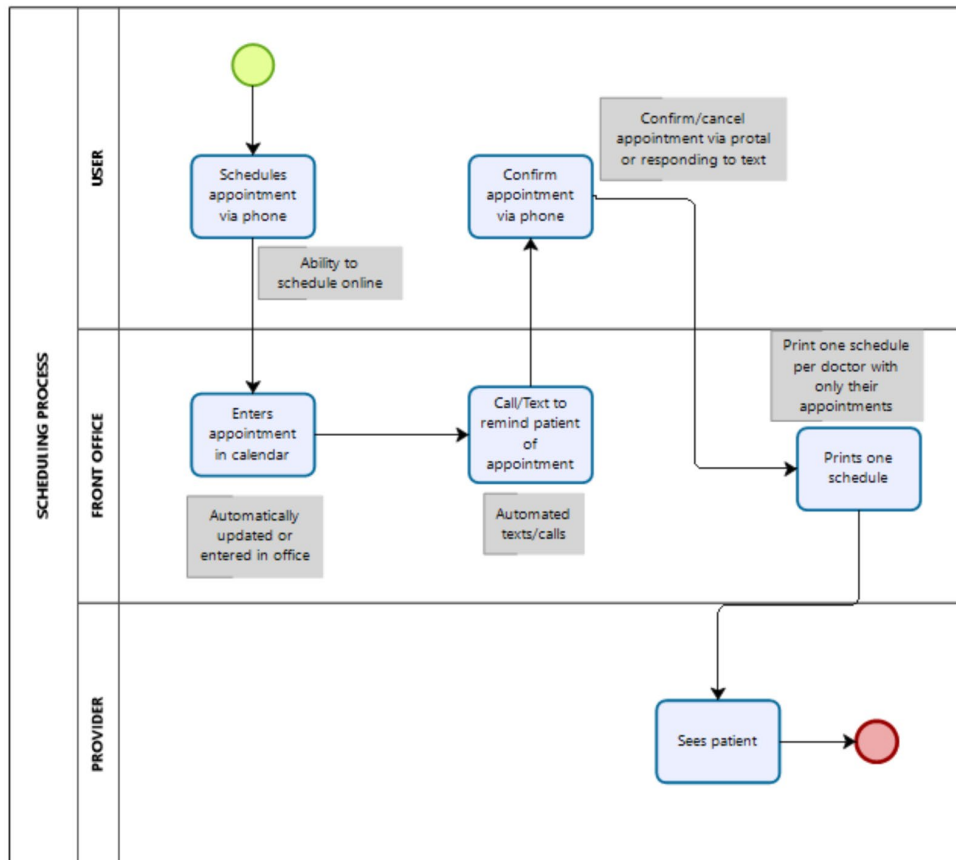 SCHEDULING PROCESS
USER
Schedules
appointment
via phone
Ability to
schedule online
Confirm
appointment
via phone
Confirm/cancel
appointment via protal
or responding to text
FRONT OFFICE
Enters
appointment
in calendar
Automatically
updated or
entered in office
Call/Text to
remind patient
of
appointment
Automated
texts/calls
Print one schedule
per doctor with
only their
appointments
Prints one
schedule
PROVIDER
Sees patient